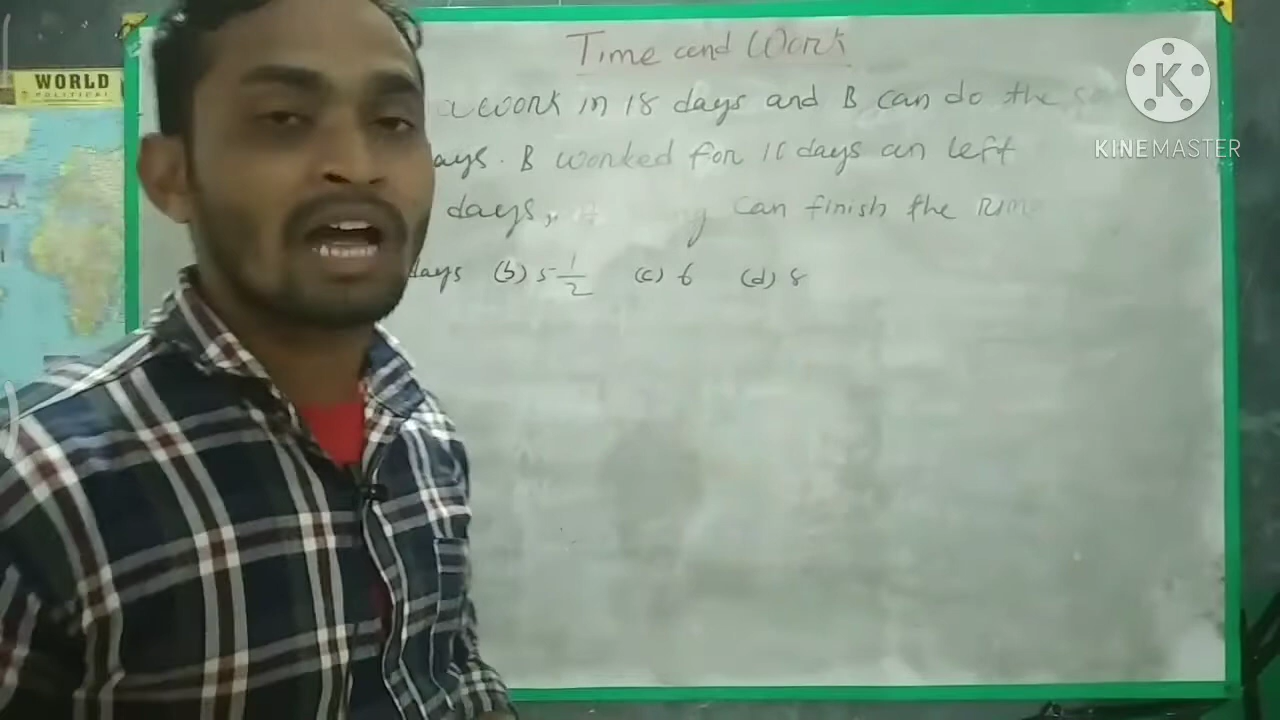 WORLD
POLITICAL
Time and Work
a work in 18 days and B can do the
ays. B worked for 10 days an left
days, can finish the
days (b) 5 1/2 (c) 6 (d) 8
K
KINEMASTER